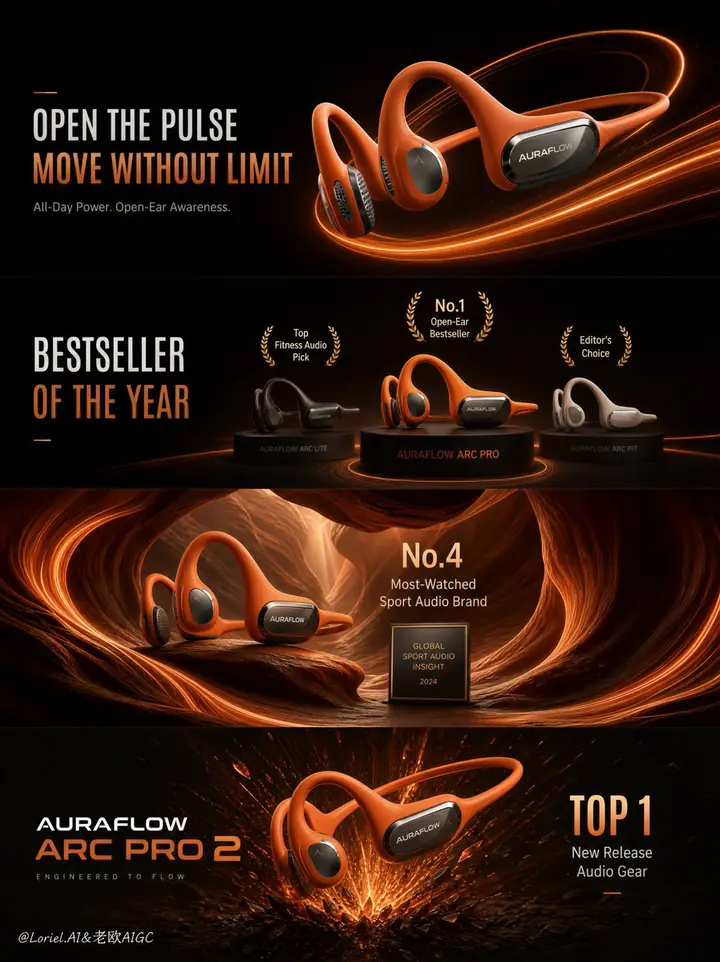 OPEN THE PULSE
MOVE WITHOUT LIMIT
All-Day Power. Open-Ear Awareness.
AURAFLOW
BESTSELLER
OF THE YEAR
Top
Fitness Audio
Pick
No.1
Open-Ear
Bestseller
Editor's
Choice
AURAFLOW
AURAFLOW ARC LITE
AURAFLOW ARC PRO
AURAFLOW ARC FIT
No.4
Most-Watched
Sport Audio Brand
AURAFLOW
GLOBAL
SPORT AUDIO
INSIGHT
2024
AURAFLOW
ARC PRO 2
ENGINEERED TO FLOW
AURAFLOW
TOP 1
New Release
Audio Gear
@Loriel.AI&老欧AIGC